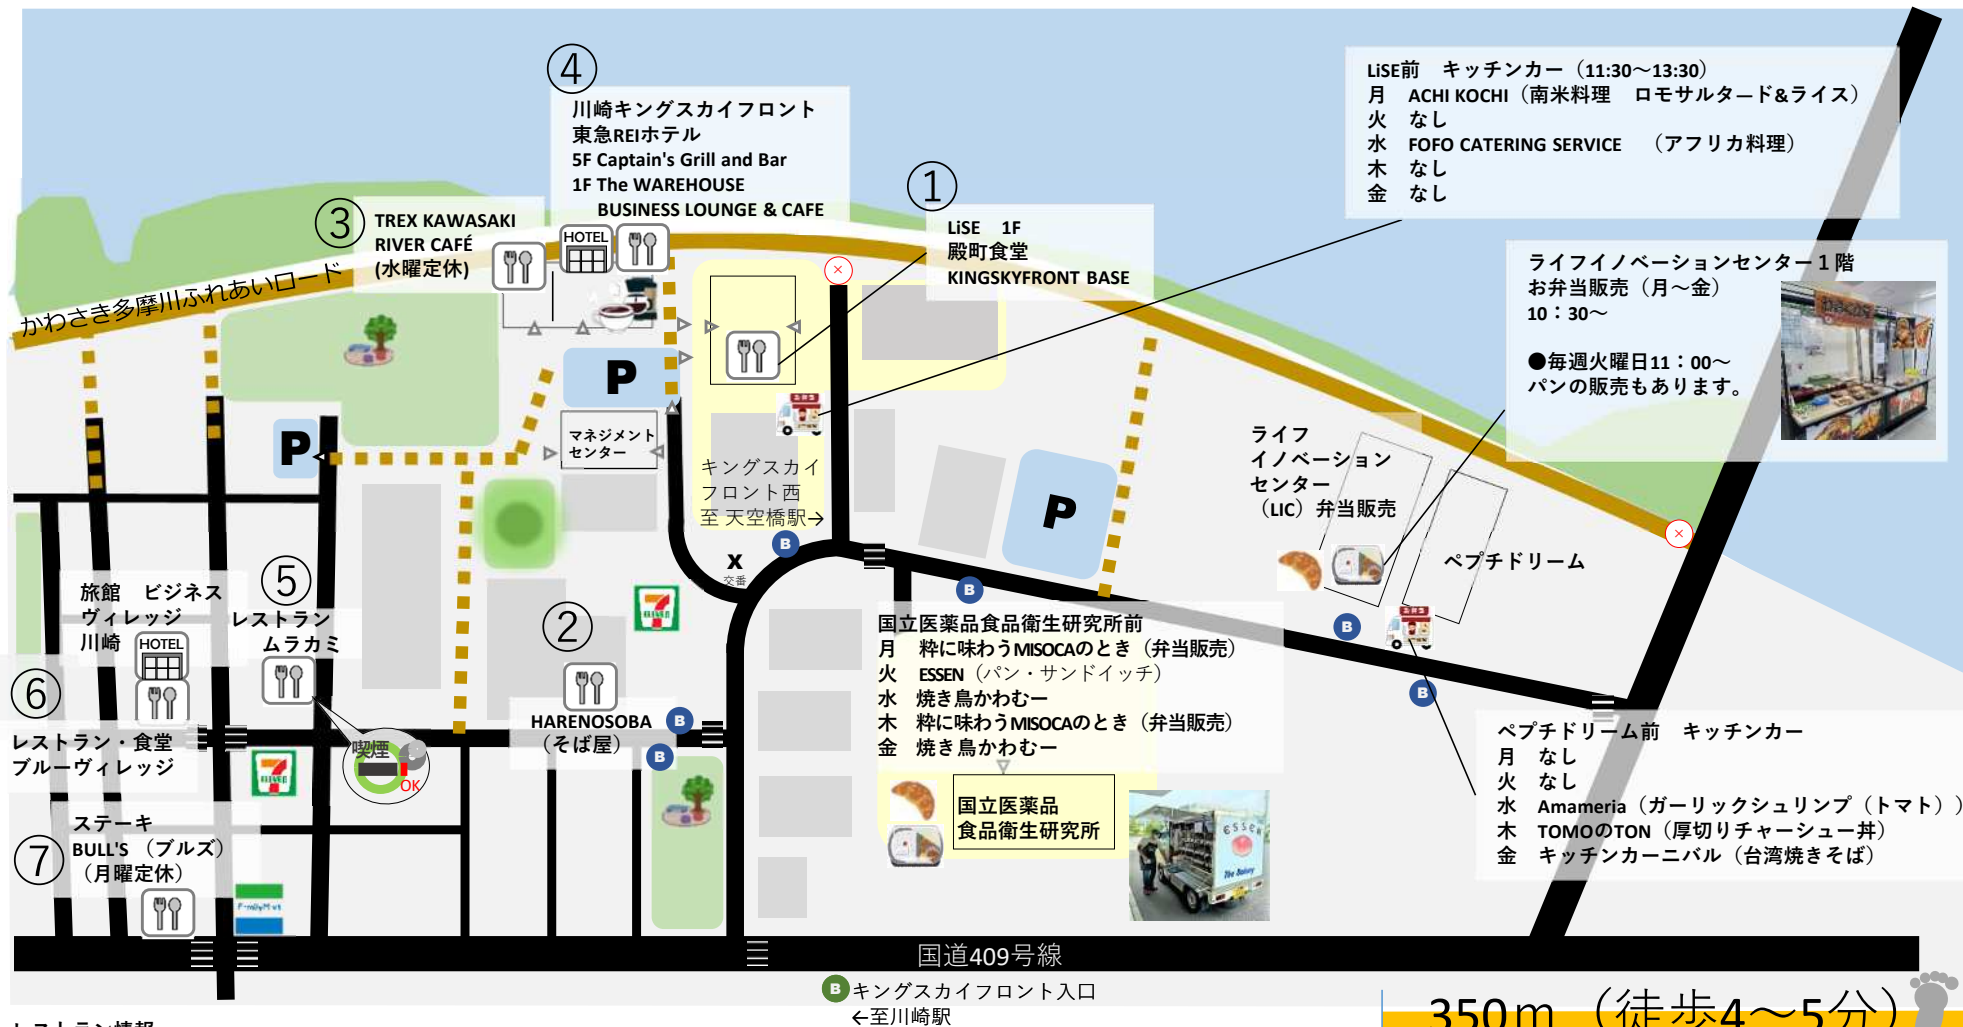 ④
川崎キングスカイフロント
東急REIホテル
5F Captain's Grill and Bar
1F The WAREHOUSE
BUSINESS LOUNGE & CAFE
LiSE前　キッチンカー（11:30～13:30）
月　ACHI KOCHI（南米料理　ロモサルタード&ライス）
火　なし
水　FOFO CATERING SERVICE　（アフリカ料理）
木　なし
金　なし
①
LiSE　1F
殿町食堂
KINGSKYFRONT BASE
③
TREX KAWASAKI
RIVER CAFÉ
(水曜定休)
HOTEL
かわさき多摩川ふれあいロード
ライフイノベーションセンター１階
お弁当販売（月～金）
10：30～
●毎週火曜日11：00～
パンの販売もあります。
P
P
P
マネジメント
センター
キングスカイ
フロント西
至 天空橋駅→
B
X
交番
ライフ
イノベーション
センター
（LIC）弁当販売
ペプチドリーム
B
B
B
旅館　ビジネス
ヴィレッジ
川崎
HOTEL
⑤
レストラン
ムラカミ
②
HARENOSOBA
（そば屋）
B
B
7
ELEVEN
国立医薬品食品衛生研究所前
月　粋に味わうMISOCAのとき（弁当販売）
火　ESSEN（パン・サンドイッチ）
水　焼き鳥かわむー
木　粋に味わうMISOCAのとき（弁当販売）
金　焼き鳥かわむー
国立医薬品
食品衛生研究所
ESSEN
The Bakery
ペプチドリーム前　キッチンカー
月　なし
火　なし
水　Amameria（ガーリックシュリンプ（トマト））
木　TOMOのTON（厚切りチャーシュー丼）
金　キッチンカーニバル（台湾焼きそば）
⑥
レストラン・食堂
ブルーヴィレッジ
7
ELEVEN
喫煙
OK
⑦
ステーキ
BULL'S （ブルズ）
（月曜定休）
FamilyMart
国道409号線
B
キングスカイフロント入口
←至川崎駅
350ｍ（徒歩4～5分）
レストラン情報